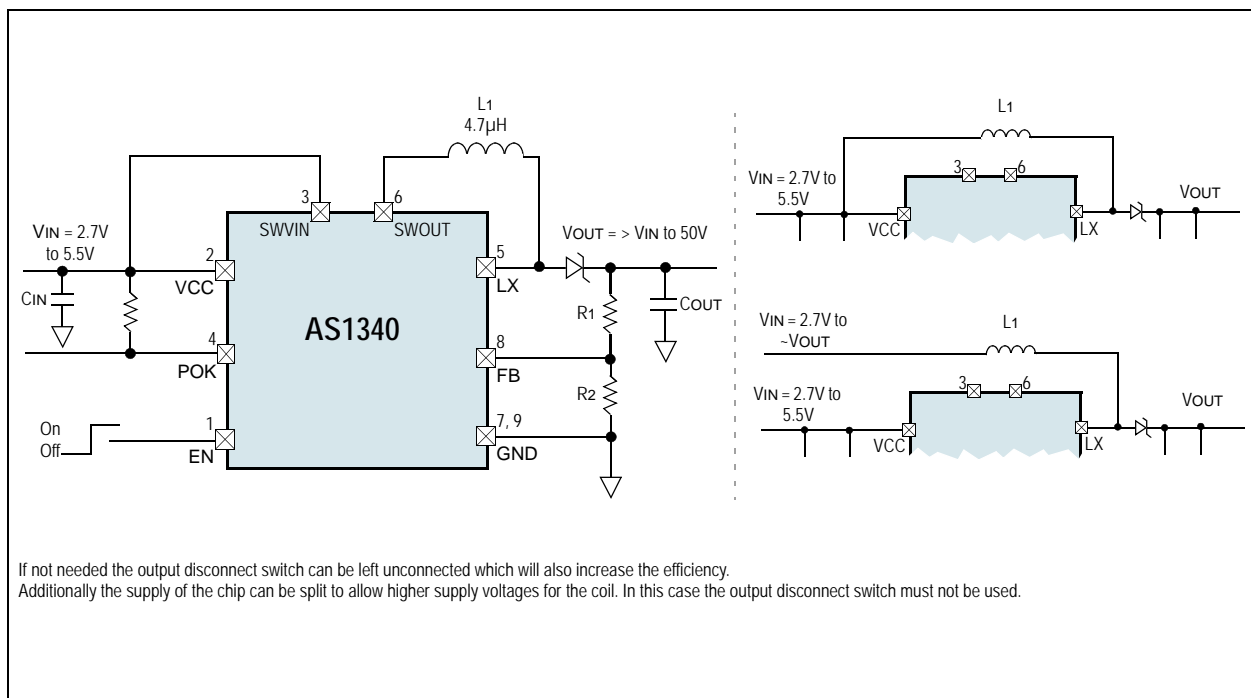 L1
4.7µH
3
6
SWVIN
SWOUT
VIN = 2.7V
to 5.5V
2
VCC
CIN
VOUT = > VIN to 50V
5
LX
R1
COUT
AS1340
4
POK
8
FB
R2
On
Off
1
EN
7, 9
GND
L1
3
6
VIN = 2.7V to
5.5V
VCC
LX
VOUT
VIN = 2.7V to
~VOUT
L1
3
6
VIN = 2.7V to
5.5V
VCC
LX
VOUT
If not needed the output disconnect switch can be left unconnected which will also increase the efficiency.
Additionally the supply of the chip can be split to allow higher supply voltages for the coil. In this case the output disconnect switch must not be used.